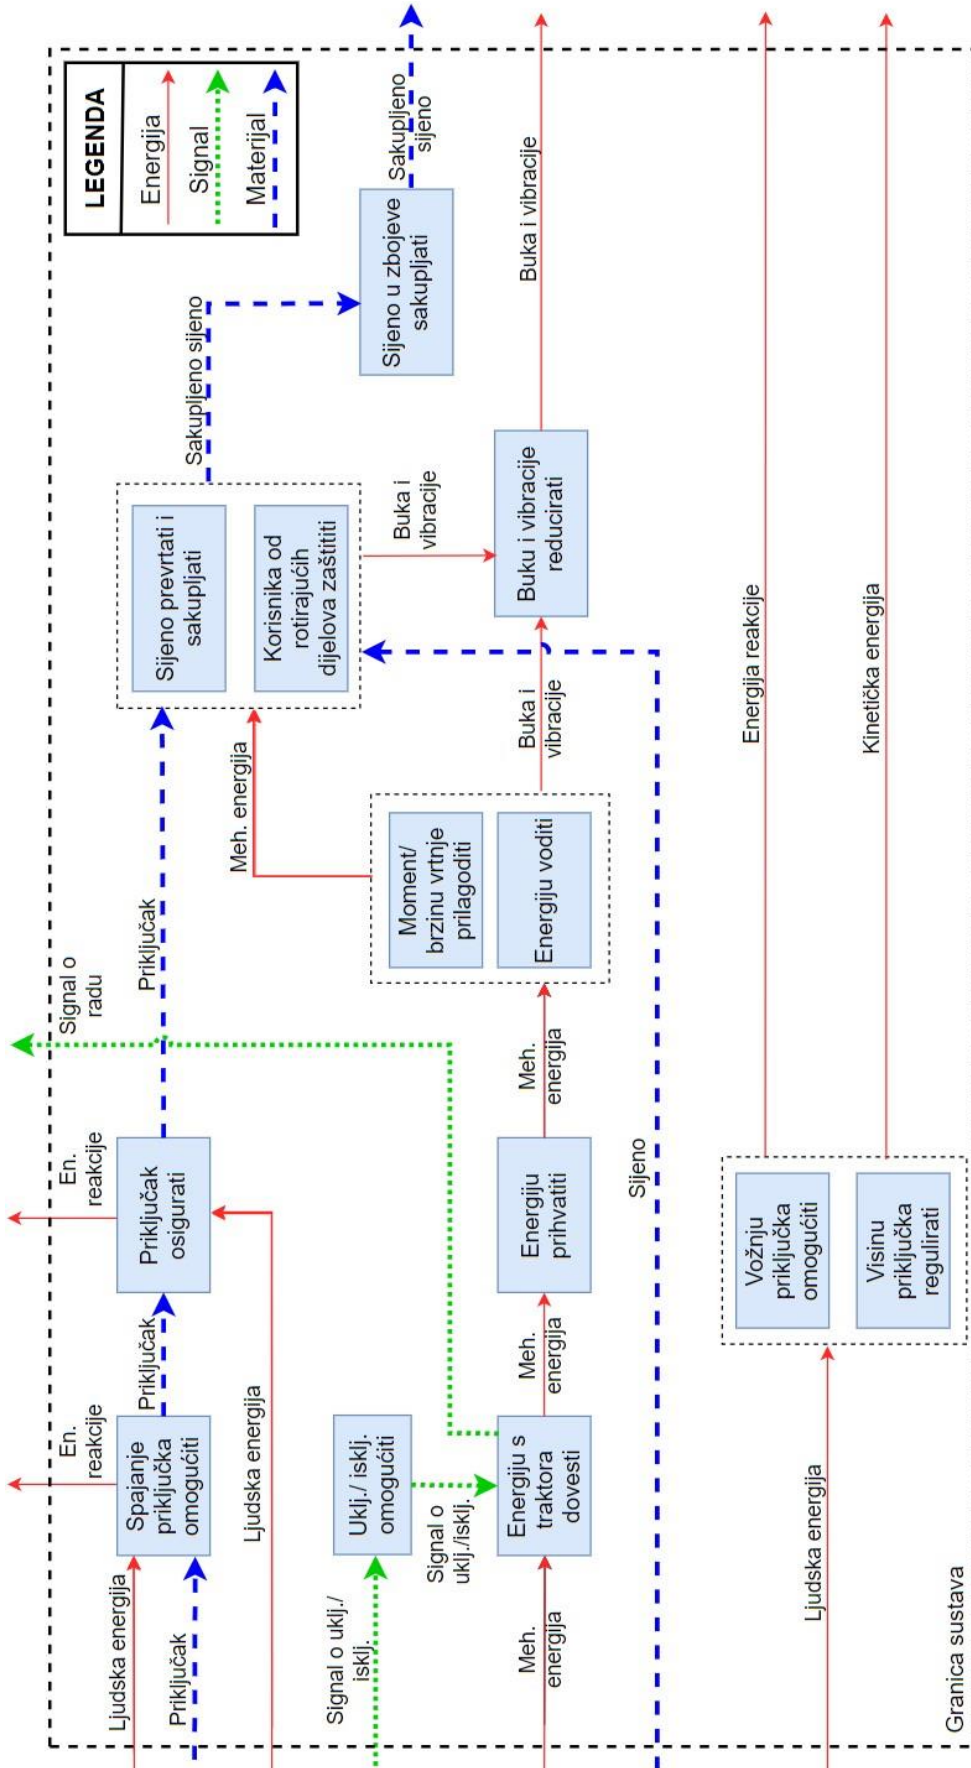 LEGENDA
Energija
Signal
Materijal
Ljudska energija
Priključak
Spajanje
priključka
omogućiti
En.
reakcije
Priključak
Ljudska energija
Priključak
osigurati
En.
reakcije
Signal o
radu
Priključak
Sijeno prevrtati i
sakupljati
Korisnika od
rotirajućih
dijelova zaštititi
Sakupljeno sijeno
Sijeno u zbojeve
sakupljati
Sakupljeno
sijeno
Signal o uklj./
isklj.
Uklj./ isklj.
omogućiti
Signal o
uklj./isklj.
Meh.
energija
Energiju s
traktora
dovesti
Meh.
energija
Energiju
prihvatiti
Meh.
energija
Moment/
brzinu vrtnje
prilagoditi
Energiju voditi
Meh. energija
Buka i
vibracije
Buka i
vibracije
Buku i vibracije
reducirati
Buka i vibracije
Sijeno
Ljudska energija
Vožnju
priključka
omogućiti
Visinu
priključka
regulirati
Energija reakcije
Kinetička energija
Granica sustava